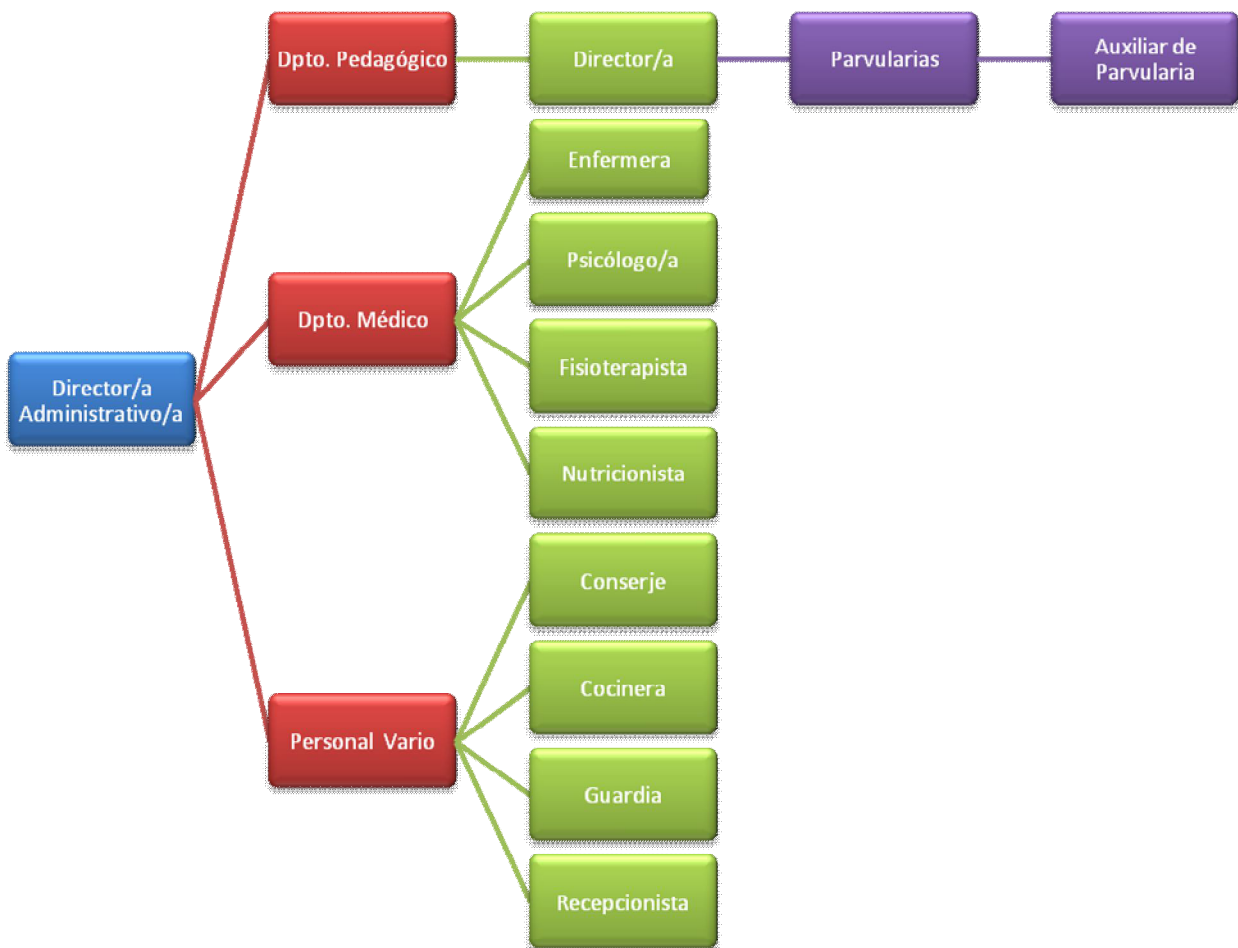 Dpto. Pedagógico
Director/a
Parvularias
Auxiliar de
Parvularia
Enfermera
Psicólogo/a
Dpto. Médico
Fisioterapista
Director/a
Administrativo/a
Nutricionista
Conserje
Cocinera
Personal Vario
Guardia
Recepcionista